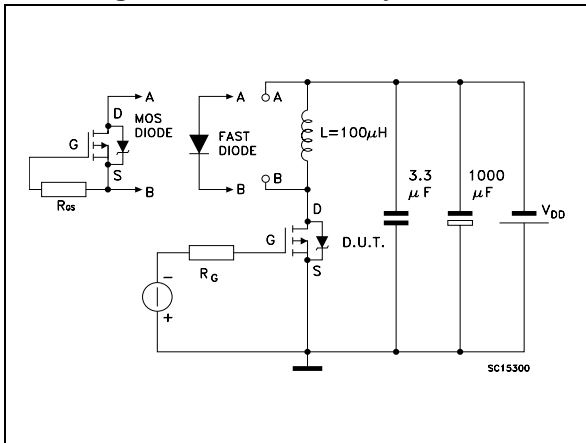 A
D
MOS
DIODE
G
S
B
RGS
A
FAST
DIODE
B
A
L=100μH
B
D
G
D.U.T.
S
RG
-
+
3.3
μF
1000
μF
VDD
SC15300